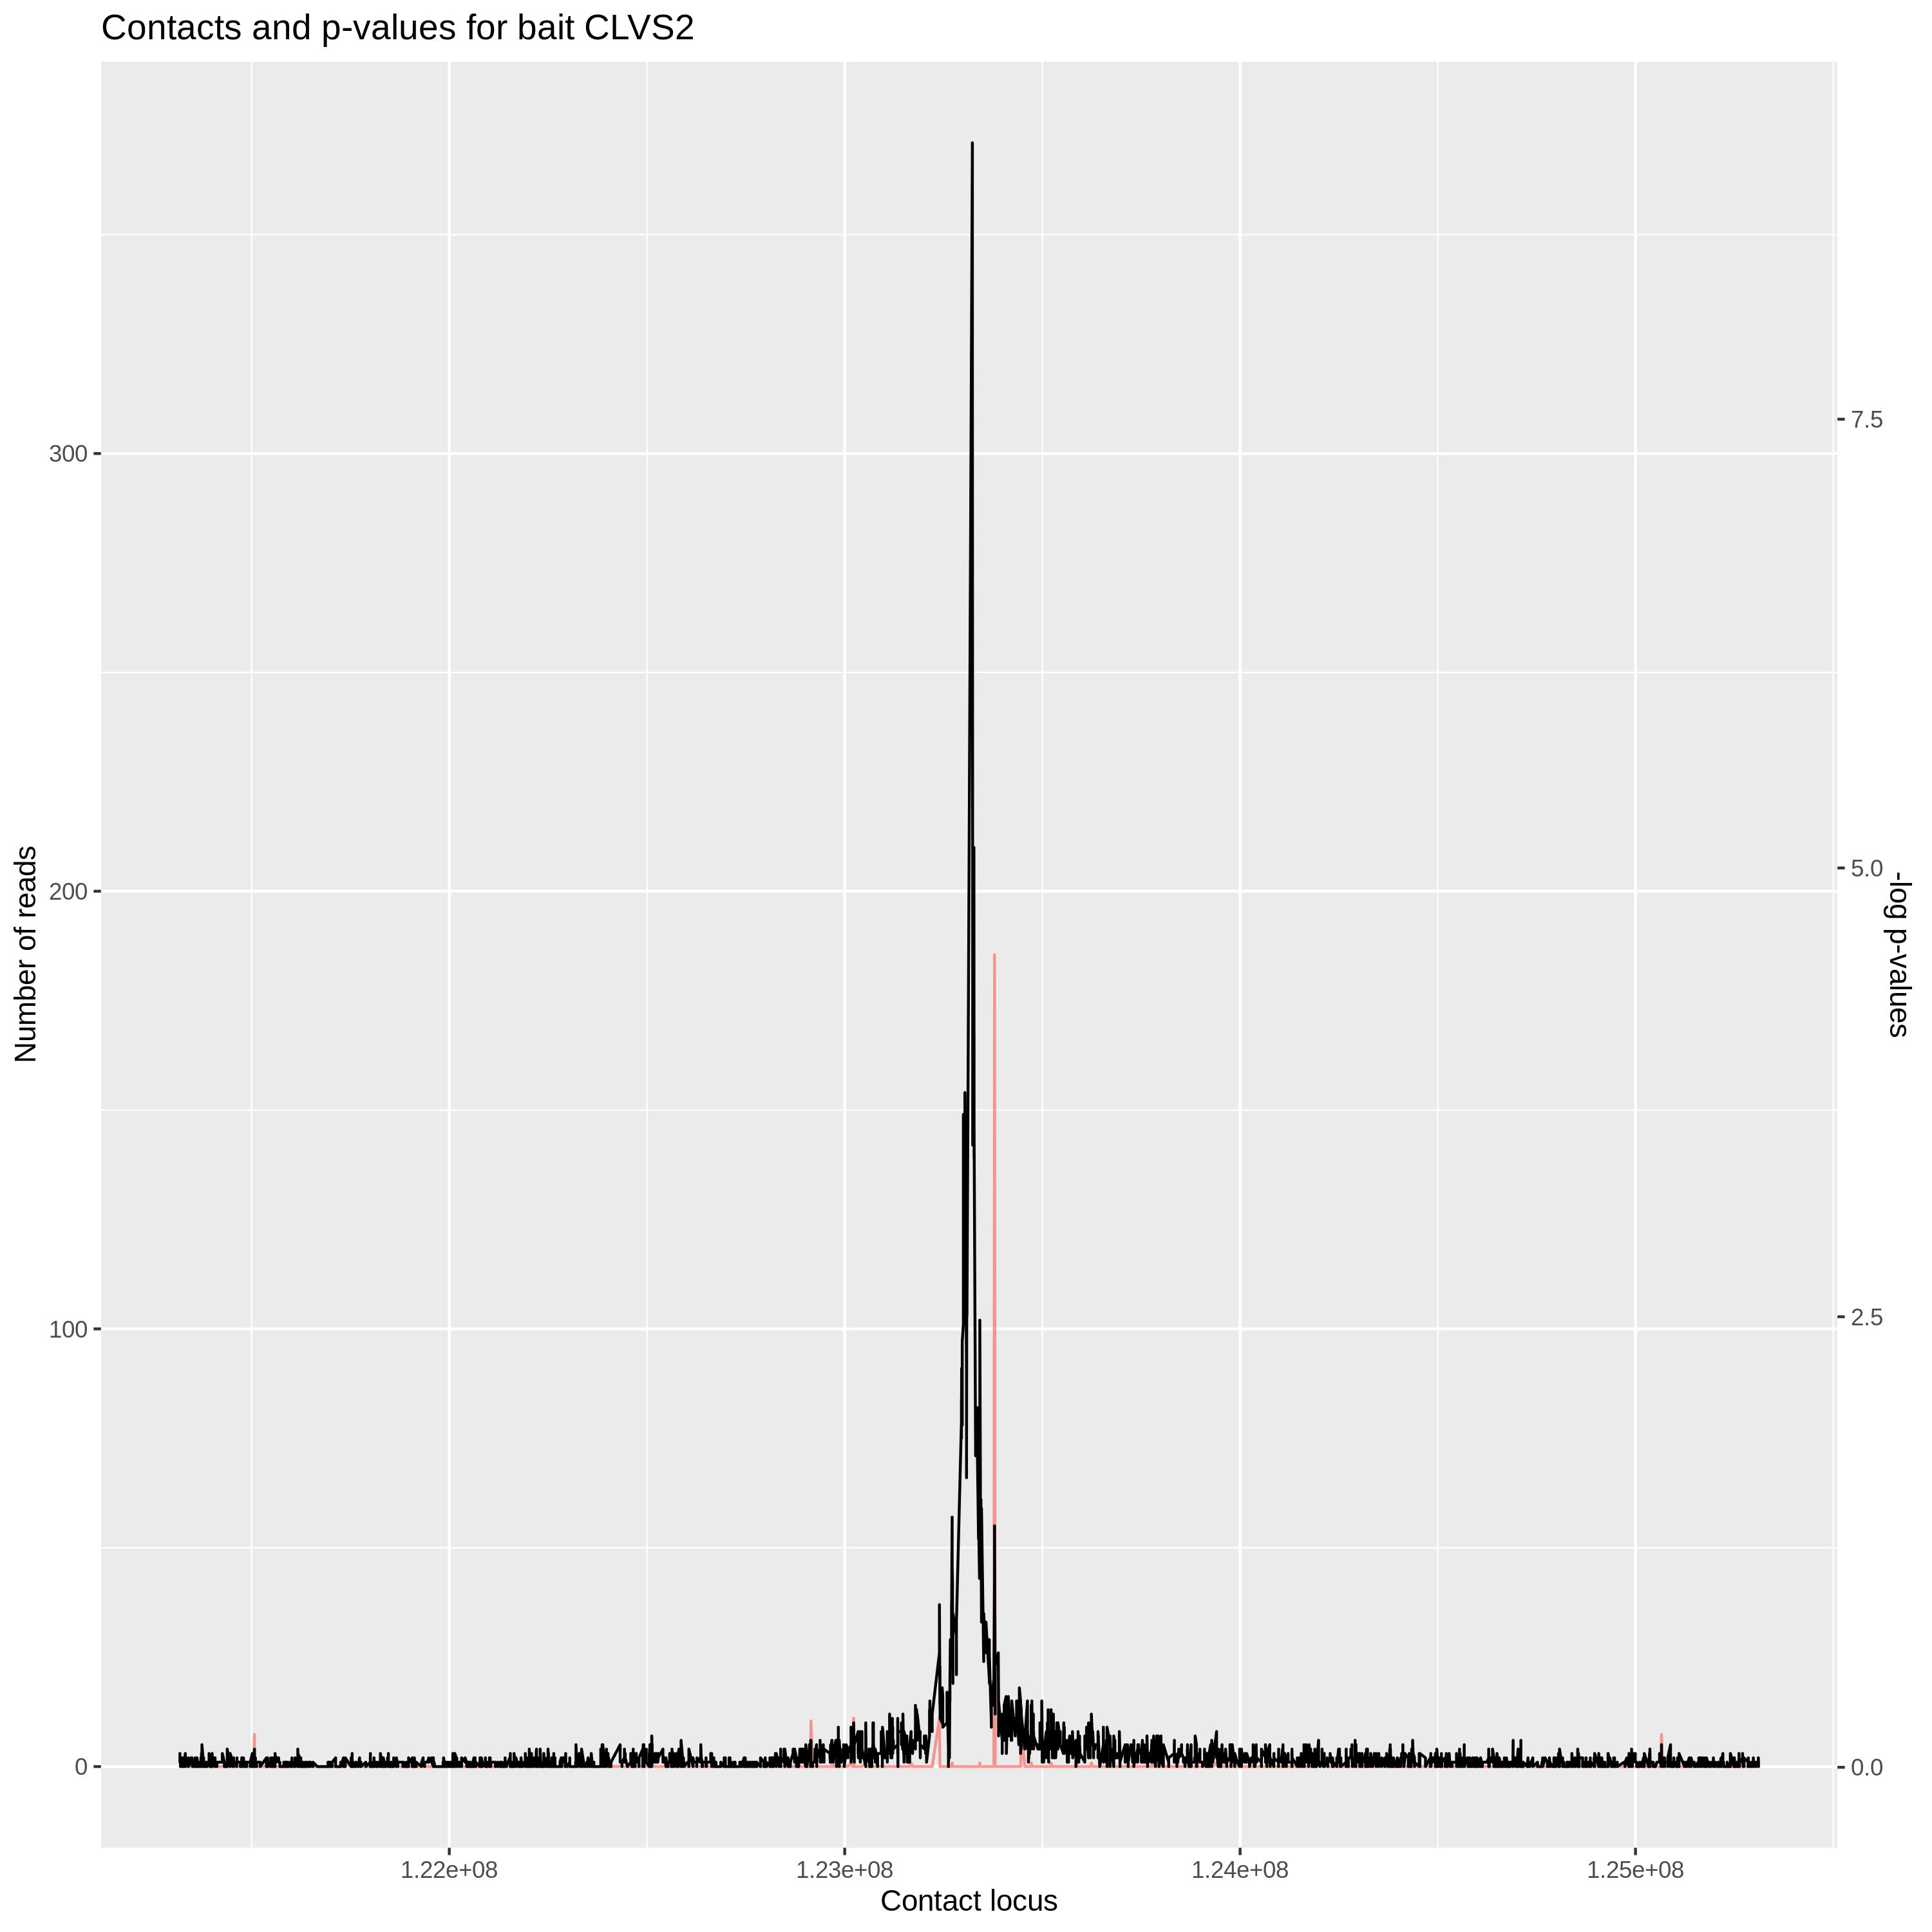 Contacts and p-values for bait CLVS2
300
200
100
0
Number of reads
7.5
5.0
2.5
0.0
-log p-values
1.22e+08
1.23e+08
1.24e+08
1.25e+08
Contact locus